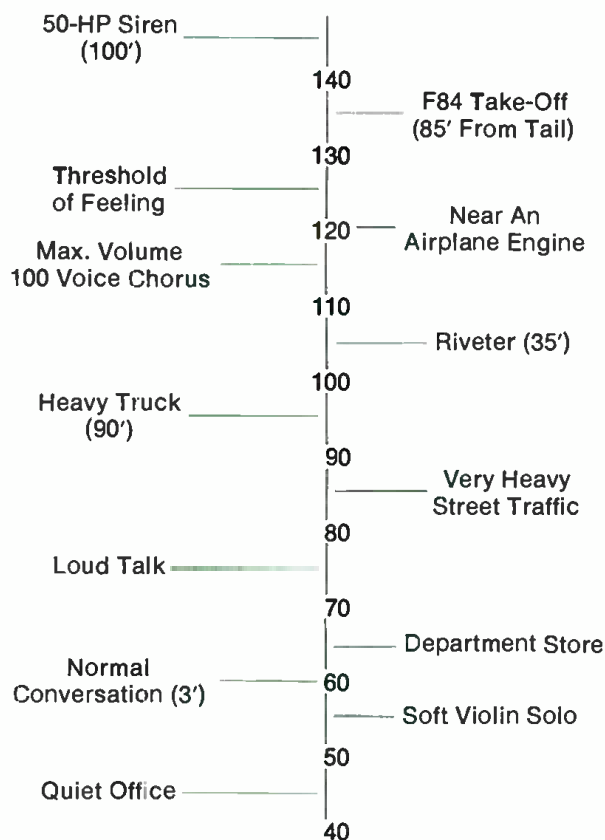 50-HP Siren
(100')
140
F84 Take-Off
(85' From Tail)
130
Threshold
of Feeling
120
Near An
Airplane Engine
Max. Volume
100 Voice Chorus
110
Riveter (35')
100
Heavy Truck
(90')
90
Very Heavy
Street Traffic
80
Loud Talk
70
Department Store
Normal
Conversation (3')
60
Soft Violin Solo
50
Quiet Office
40